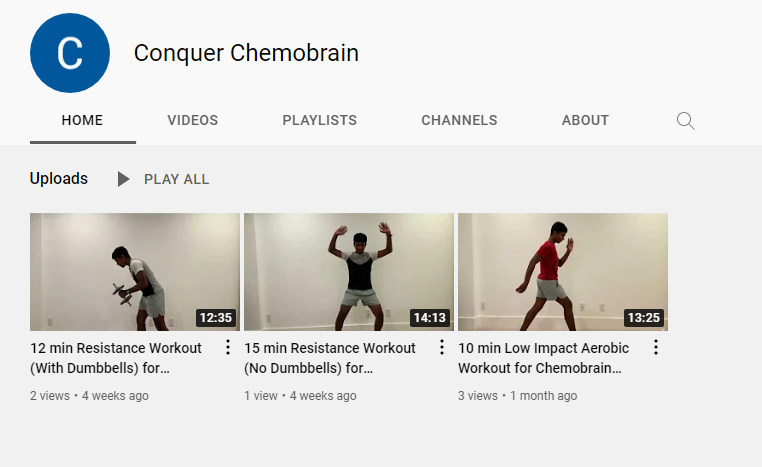 C
Conquer Chemobrain
HOME VIDEOS PLAYLISTS CHANNELS ABOUT
Uploads PLAY ALL
12:35 14:13 13:25
12 min Resistance Workout
(With Dumbbells) for...
2 views • 4 weeks ago
15 min Resistance Workout
(No Dumbbells) for...
1 view • 4 weeks ago
10 min Low Impact Aerobic
Workout for Chemobrain...
3 views • 1 month ago